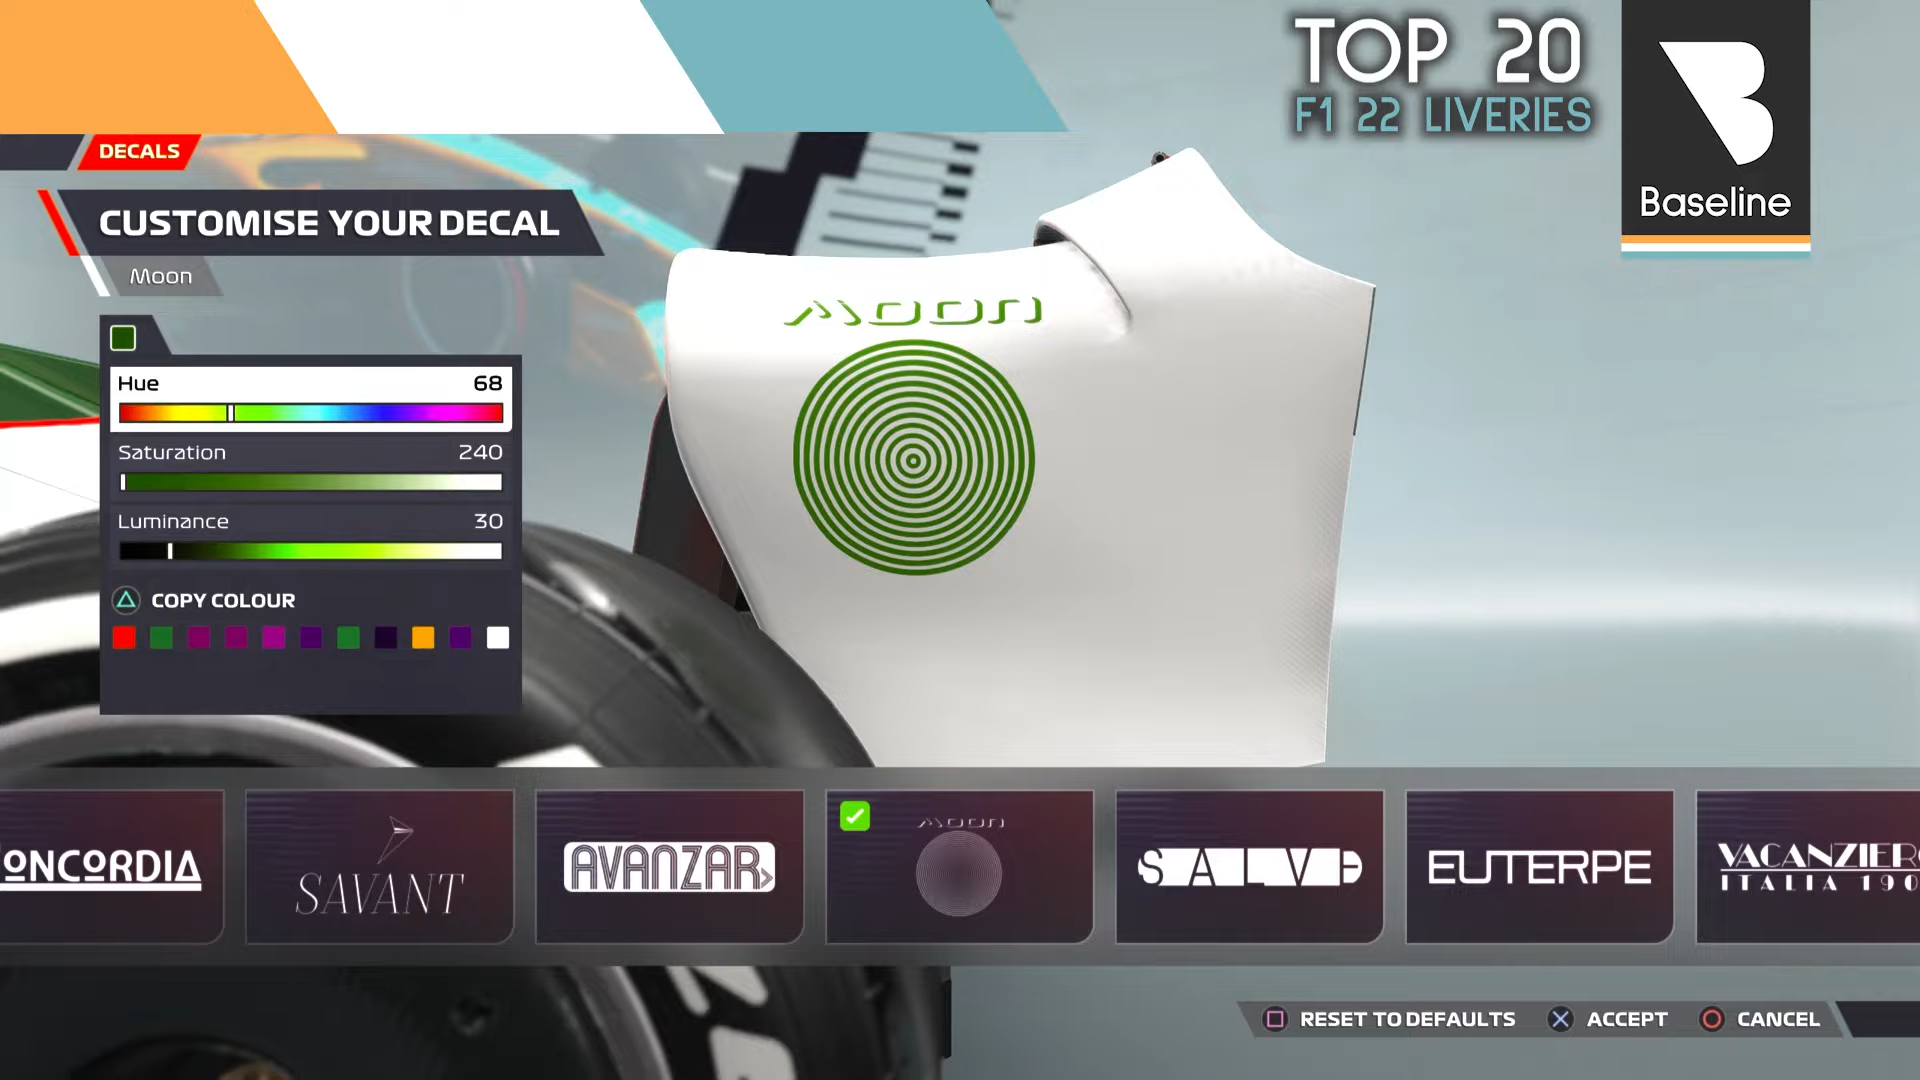 TOP 20
F1 22 LIVERIES
Baseline
DECALS
CUSTOMISE YOUR DECAL
Moon
MOON
Hue 68
Saturation 240
Luminance 30
COPY COLOUR
ONCORDIA
SAVANT
AVANZAR
MOON
SALVE
EUTERPE
VACANZIER
ITALIA 190
RESET TO DEFAULTS
ACCEPT
CANCEL